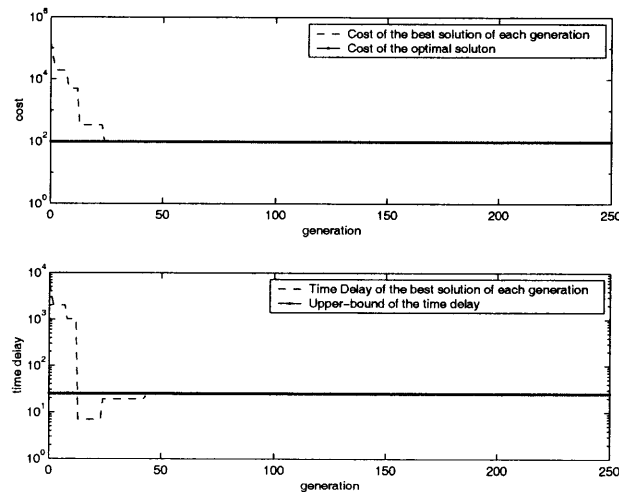 10^6
10^4
10^2
10^0
cost
Cost of the best solution of each generation
Cost of the optimal soluton
0
50
100
150
200
250
generation
10^4
10^3
10^2
10^1
10^0
time delay
Time Delay of the best solution of each generation
Upper-bound of the time delay
0
50
100
150
200
250
generation